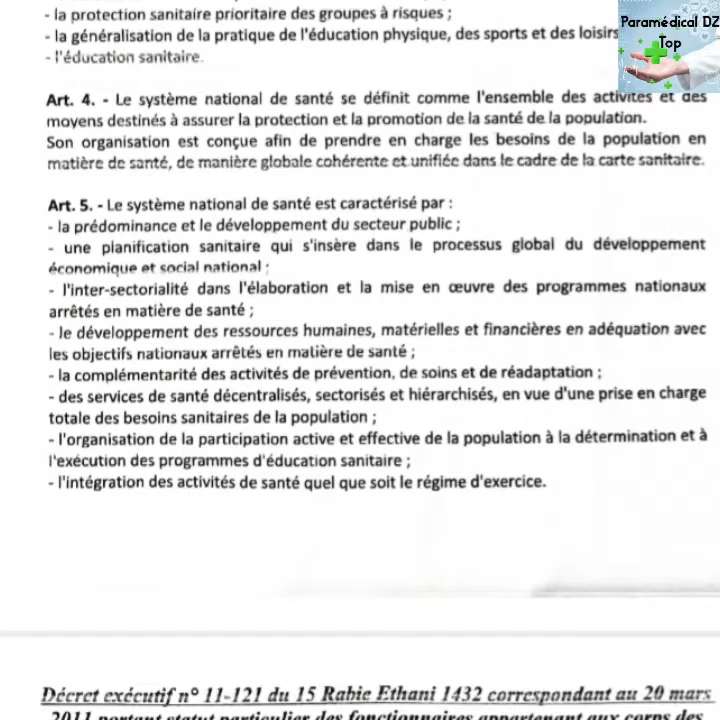 - la protection sanitaire prioritaire des groupes à risques ;
- la généralisation de la pratique de l'éducation physique, des sports et des loisirs
- l'éducation sanitaire.
Paramédical DZ
Top
Art. 4. - Le système national de santé se définit comme l'ensemble des activités et des
moyens destinés à assurer la protection et la promotion de la santé de la population.
Son organisation est conçue afin de prendre en charge les besoins de la population en
matière de santé, de manière globale cohérente et unifiée dans le cadre de la carte sanitaire.
Art. 5. - Le système national de santé est caractérisé par :
- la prédominance et le développement du secteur public ;
- une planification sanitaire qui s'insère dans le processus global du développement
économique et social national ;
- l'inter-sectorialité dans l'élaboration et la mise en œuvre des programmes nationaux
arrêtés en matière de santé ;
- le développement des ressources humaines, matérielles et financières en adéquation avec
les objectifs nationaux arrêtés en matière de santé ;
- la complémentarité des activités de prévention, de soins et de réadaptation ;
- des services de santé décentralisés, sectorisés et hiérarchisés, en vue d'une prise en charge
totale des besoins sanitaires de la population ;
- l'organisation de la participation active et effective de la population à la détermination et à
l'exécution des programmes d'éducation sanitaire ;
- l'intégration des activités de santé quel que soit le régime d'exercice.
Décret exécutif n° 11-121 du 15 Rabie Ethani 1432 correspondant au 20 mars
2011 portant statut particulier des fonctionnaires appartenant aux corps des